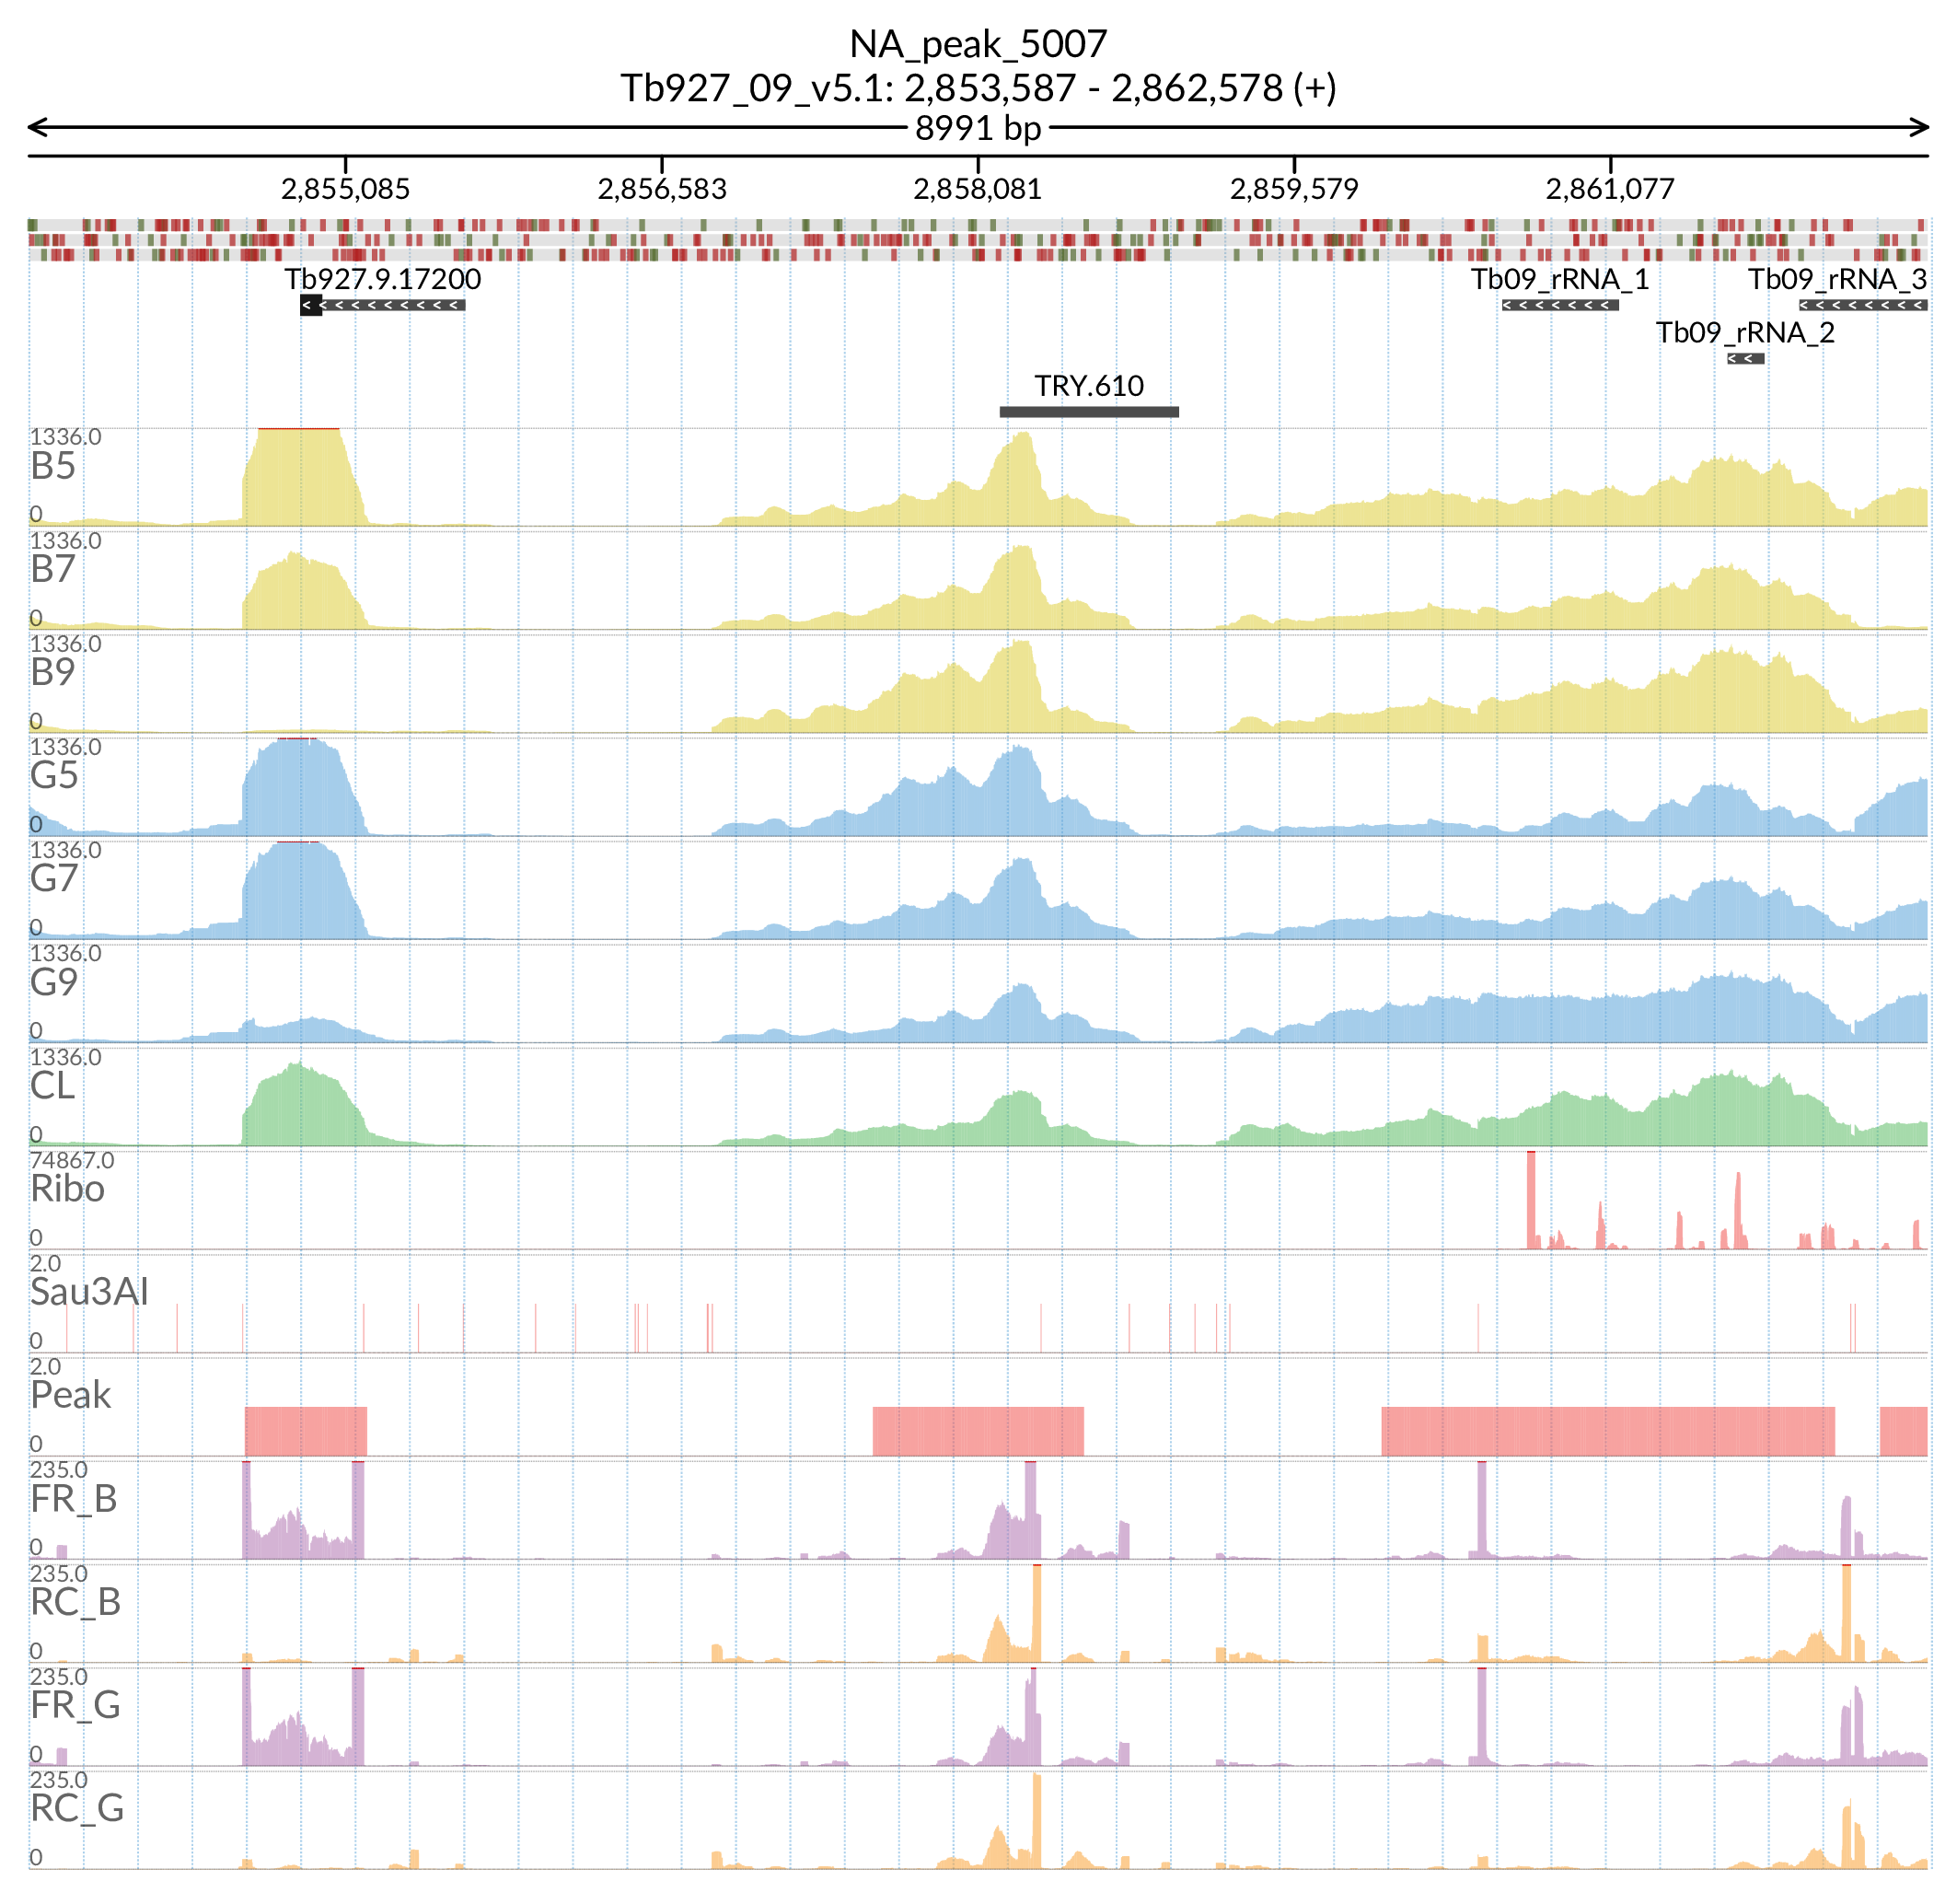 NA_peak_5007
Tb927_09_v5.1: 2,853,587 - 2,862,578 (+)
8991 bp
2,855,085 2,856,583 2,858,081 2,859,579 2,861,077
Tb927.9.17200 Tb09_rRNA_1 Tb09_rRNA_3
Tb09_rRNA_2
TRY.610
1336.0
B5
0
1336.0
B7
0
1336.0
B9
0
1336.0
G5
0
1336.0
G7
0
1336.0
G9
0
1336.0
CL
0
74867.0
Ribo
0
2.0
Sau3AI
0
2.0
Peak
0
235.0
FR_B
0
235.0
RC_B
0
235.0
FR_G
0
235.0
RC_G
0